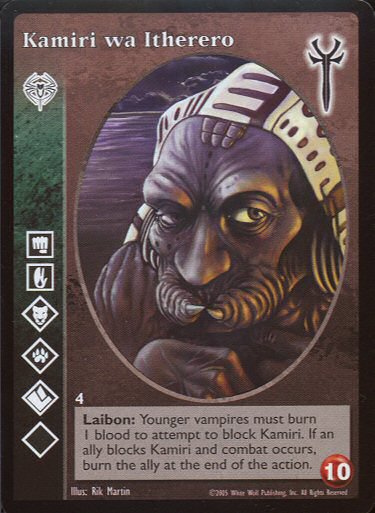 Kamiri wa Itherero
4
Laibon: Younger vampires must burn
1 blood to attempt to block Kamiri. If an
ally blocks Kamiri and combat occurs,
burn the ally at the end of the action.
10
Illus: Rik Martin
©2005 White Wolf Publishing, Inc. All Rights Reserved